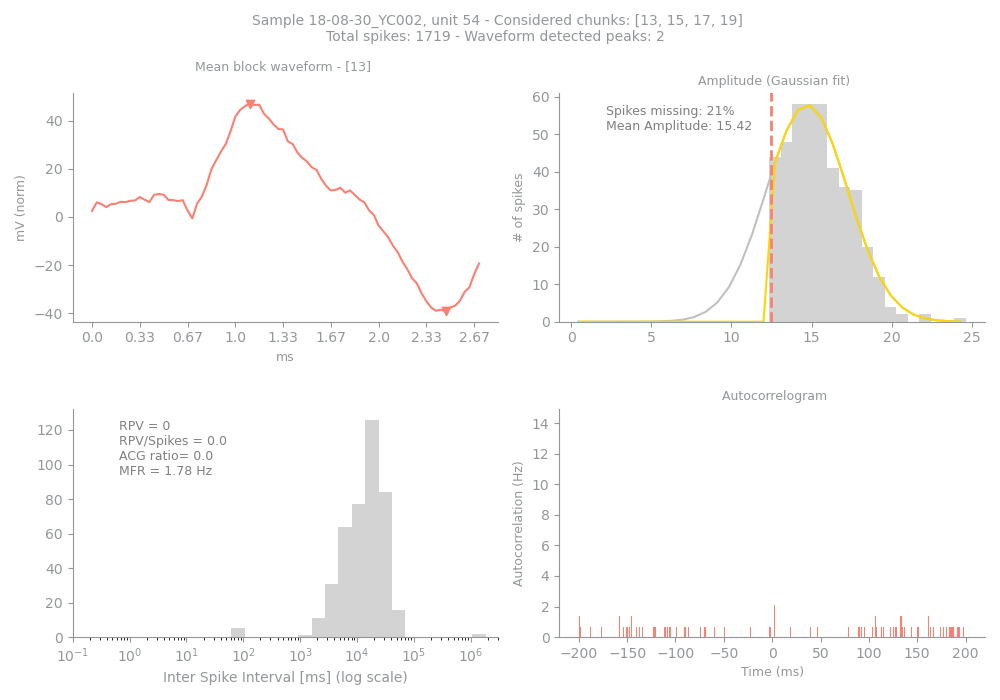 Sample 18-08-30_YC002, unit 54 - Considered chunks: [13, 15, 17, 19]
Total spikes: 1719 - Waveform detected peaks: 2
Mean block waveform - [13]
mV (norm)
40
20
0
−20
−40
0.0 0.33 0.67 1.0 1.33 1.67 2.0 2.33 2.67
ms
Amplitude (Gaussian fit)
Spikes missing: 21%
Mean Amplitude: 15.42
# of spikes
60
50
40
30
20
10
0
0 5 10 15 20 25
RPV = 0
RPV/Spikes = 0.0
ACG ratio= 0.0
MFR = 1.78 Hz
120
100
80
60
40
20
0
10⁻¹ 10⁰ 10¹ 10² 10³ 10⁴ 10⁵ 10⁶
Inter Spike Interval [ms] (log scale)
Autocorrelogram
Autocorrelation (Hz)
14
12
10
8
6
4
2
0
−200 −150 −100 −50 0 50 100 150 200
Time (ms)